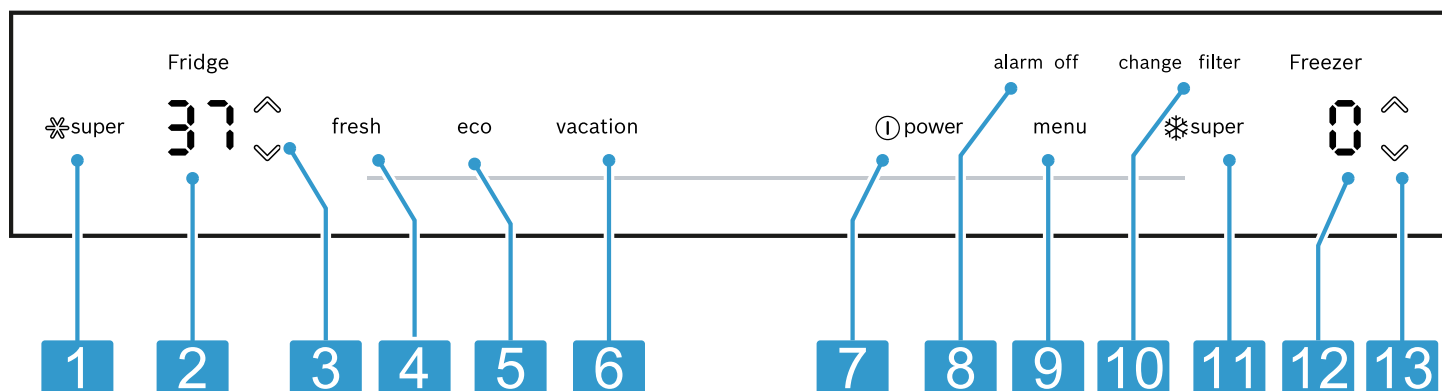 Fridge alarm off change filter Freezer
super 37 fresh eco vacation power menu super 0
1 2 3 4 5 6 7 8 9 10 11 12 13